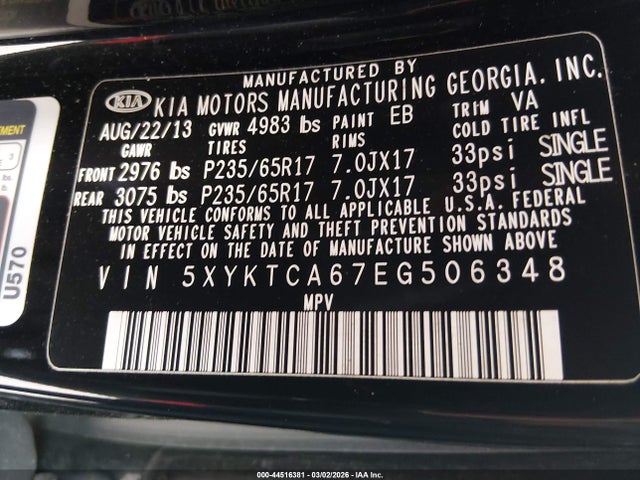 MANUFACTURED BY
KIA KIA MOTORS MANUFACTURING GEORGIA, INC.
AUG/22/13 GVWR 4983 lbs PAINT EB TRIM VA
GAWR TIRES RIMS COLD TIRE INFL
FRONT 2976 lbs P235/65R17 7.0JX17 33psi SINGLE
REAR 3075 lbs P235/65R17 7.0JX17 33psi SINGLE
THIS VEHICLE CONFORMS TO ALL APPLICABLE U.S.A. FEDERAL
MOTOR VEHICLE SAFETY AND THEFT PREVENTION STANDARDS
IN EFFECT ON THE DATE OF MANUFACTURE SHOWN ABOVE
VIN 5XYKTCA67EG506348
MPV
U570
000-44516381 | 03/02/2026 | IAA Inc.